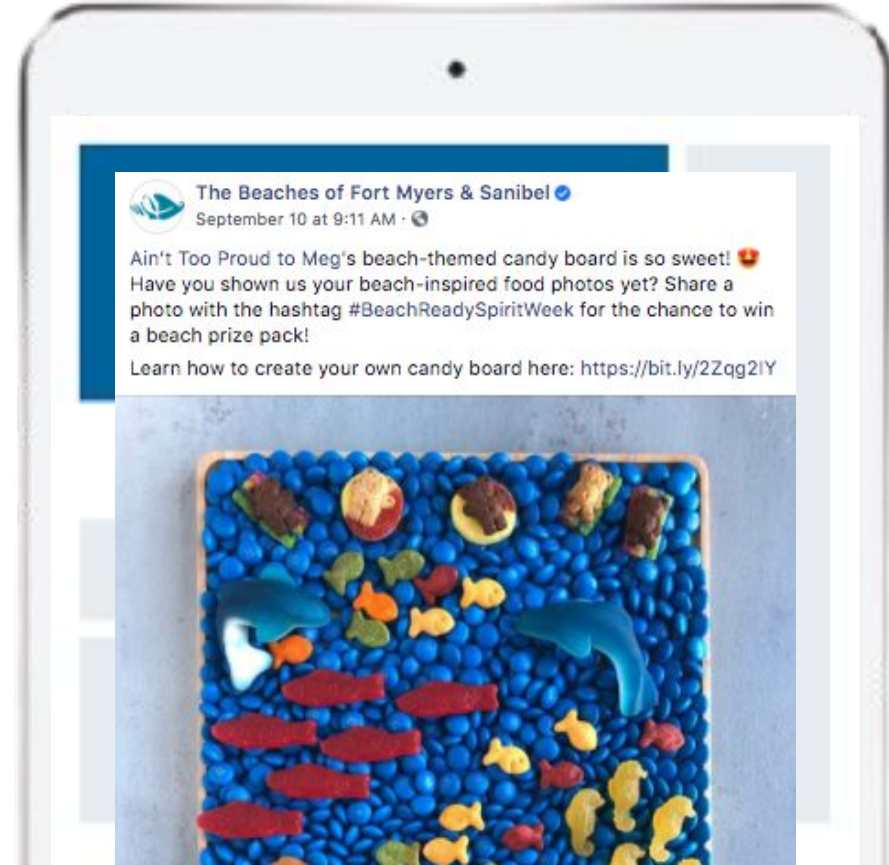 The Beaches of Fort Myers & Sanibel
September 10 at 9:11 AM ·
Ain't Too Proud to Meg's beach-themed candy board is so sweet! 😍
Have you shown us your beach-inspired food photos yet? Share a
photo with the hashtag #BeachReadySpiritWeek for the chance to win
a beach prize pack!
Learn how to create your own candy board here: https://bit.ly/2Zqg2IY